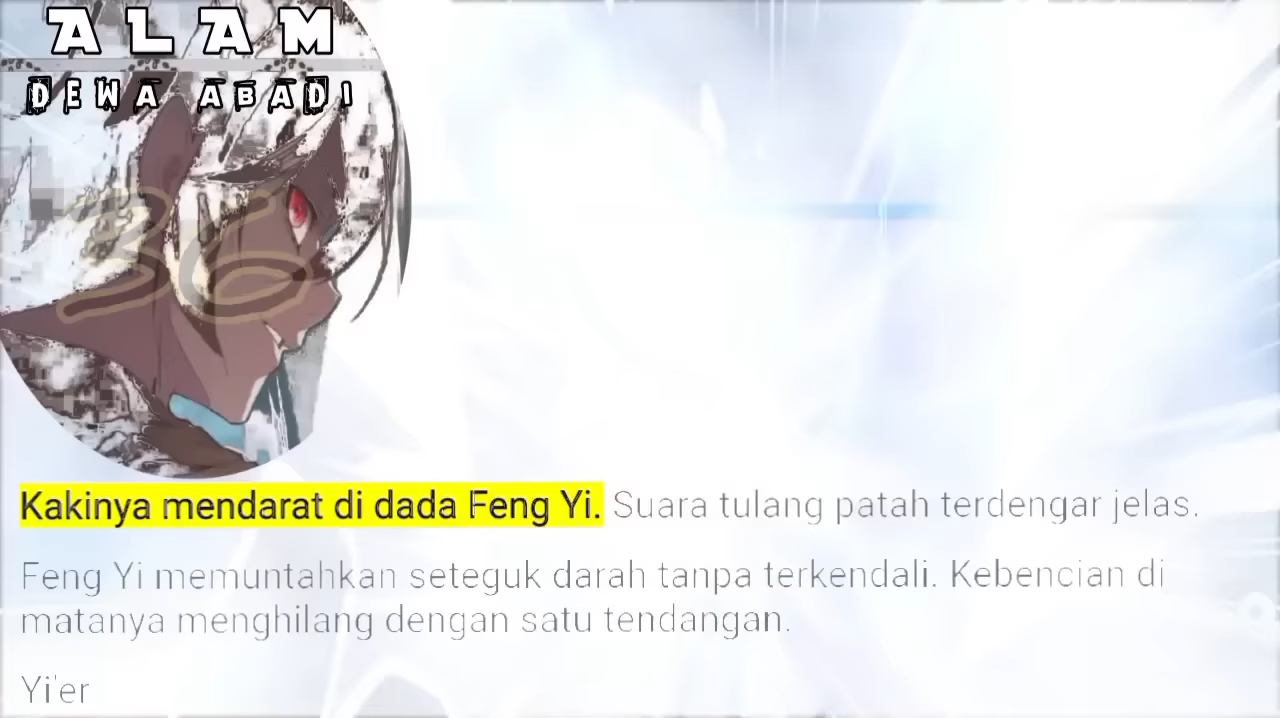 ALAM
DEWA ABADI
36
Kakinya mendarat di dada Feng Yi. Suara tulang patah terdengar jelas.
Feng Yi memuntahkan seteguk darah tanpa terkendali. Kebencian di
matanya menghilang dengan satu tendangan.
Yi'er